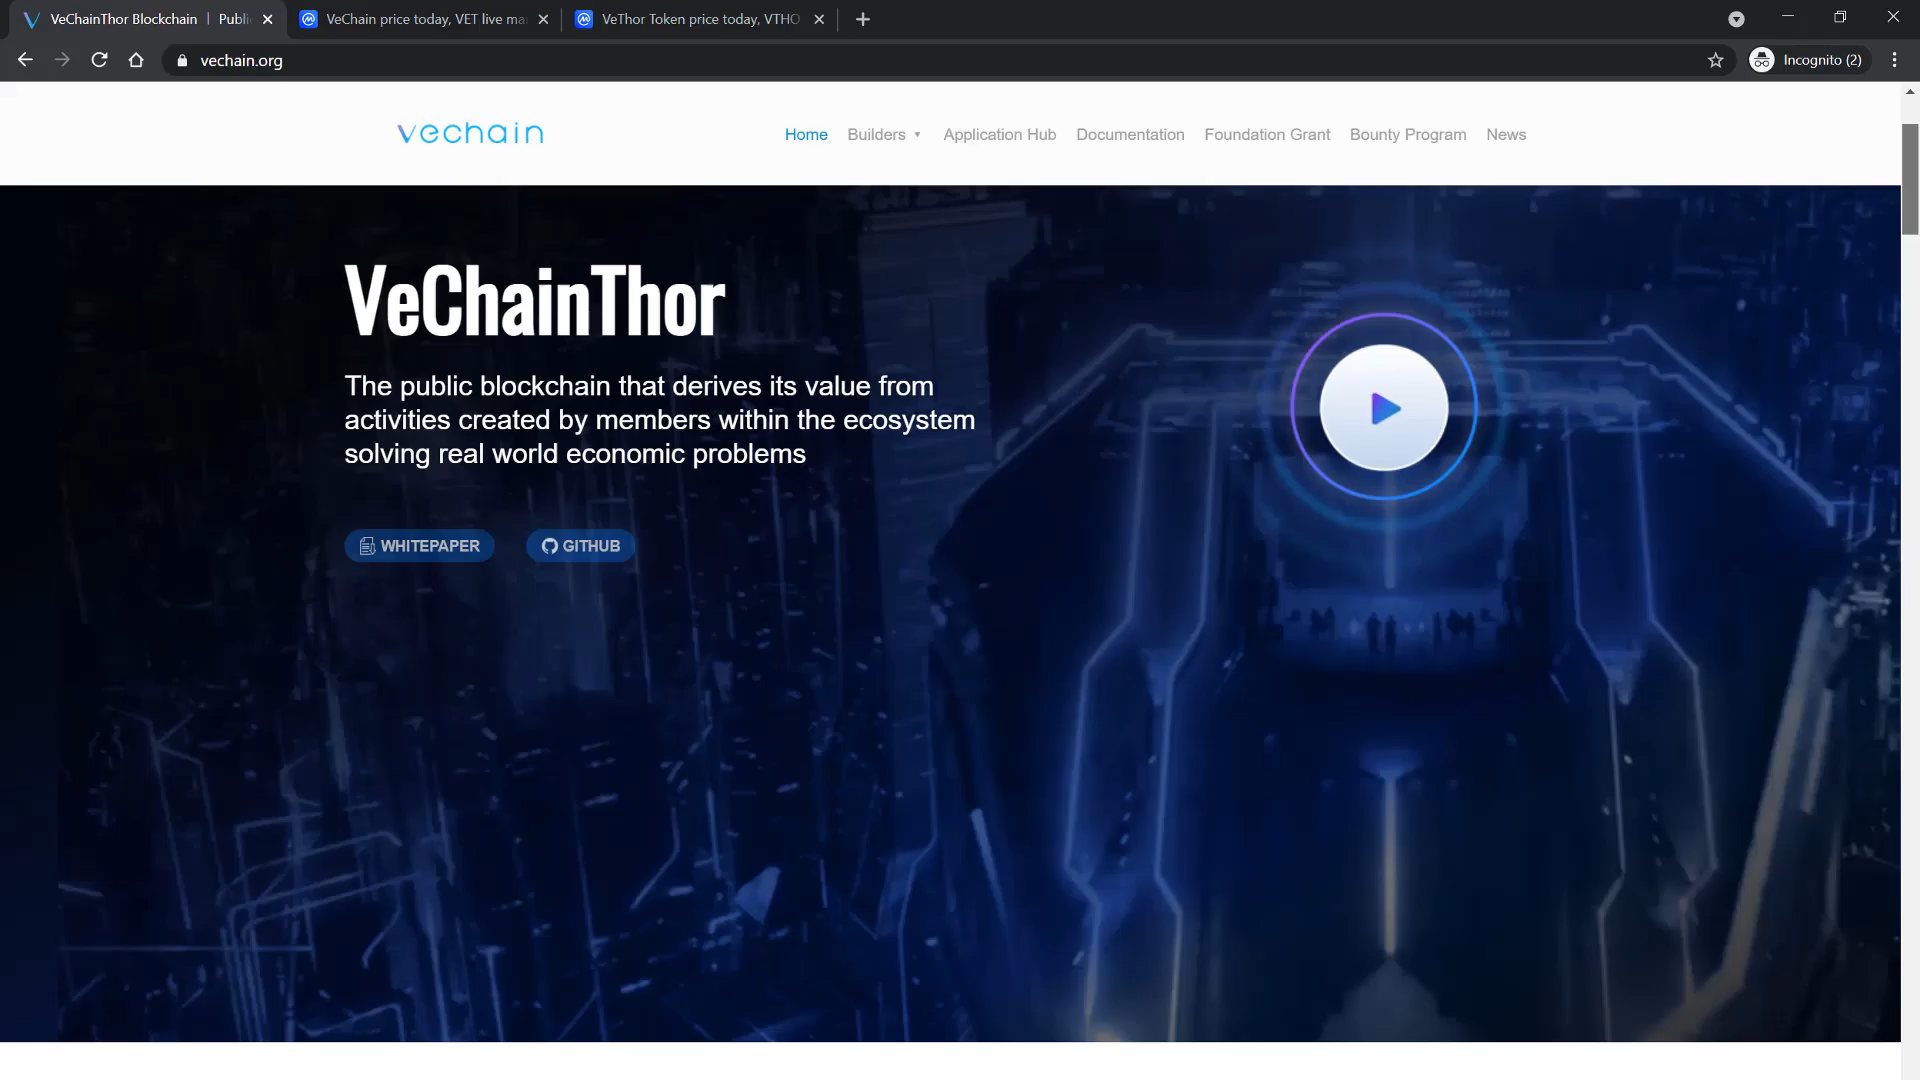 VeChainThor Blockchain | Publi
VeChain price today, VET live ma
VeThor Token price today, VTHO
vechain.org
Incognito (2)
vechain
Home
Builders
Application Hub
Documentation
Foundation Grant
Bounty Program
News
VeChainThor
The public blockchain that derives its value from
activities created by members within the ecosystem
solving real world economic problems
WHITEPAPER
GITHUB